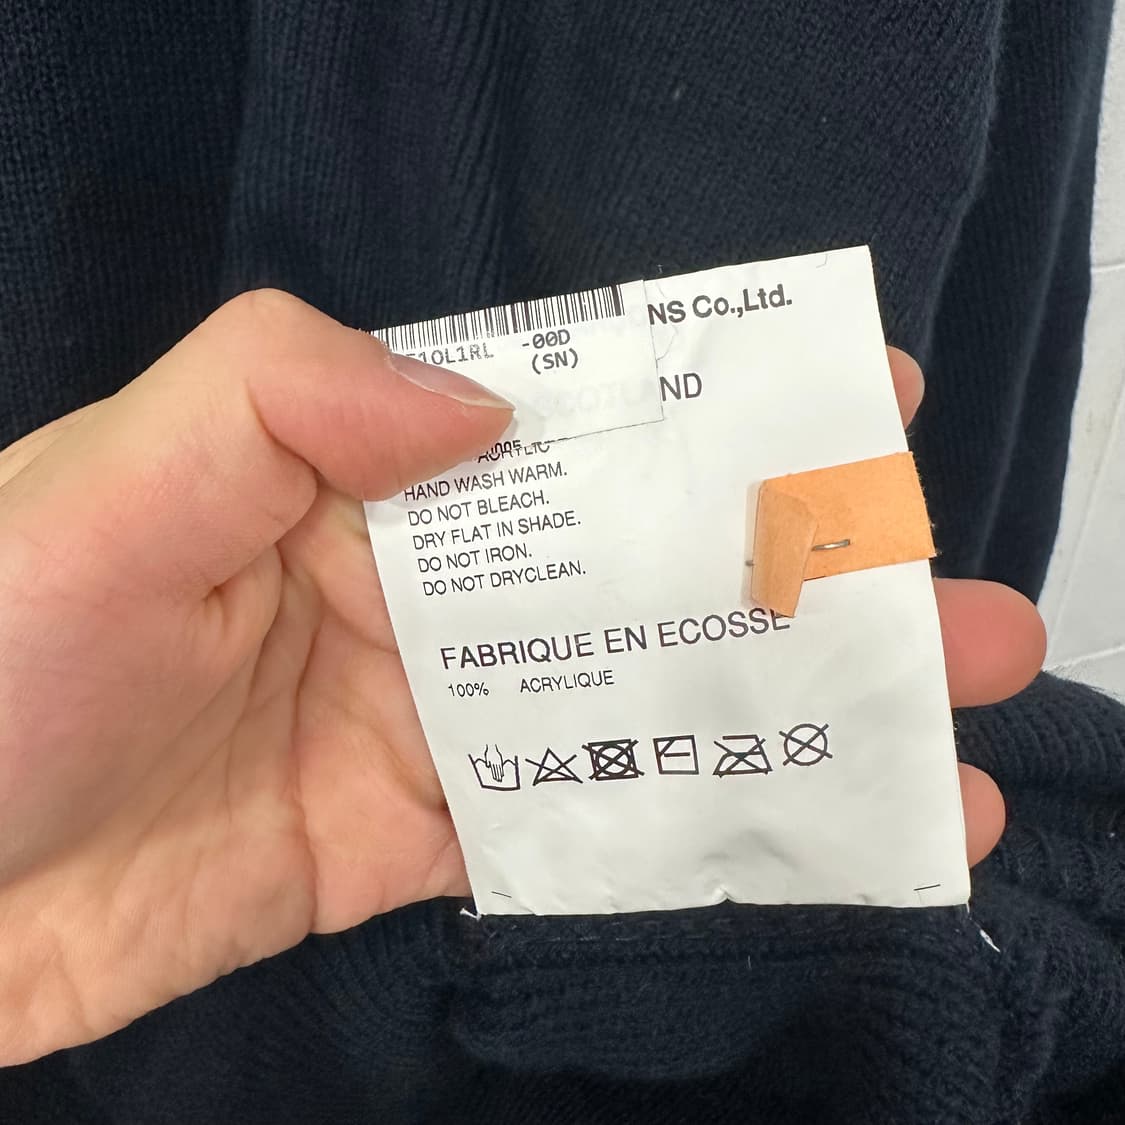 NS Co.,Ltd.
10L1RL -00D
(SN)
SCOTLAND
HAND WASH WARM.
DO NOT BLEACH.
DRY FLAT IN SHADE.
DO NOT IRON.
DO NOT DRYCLEAN.
FABRIQUE EN ECOSSE
100% ACRYLIQUE